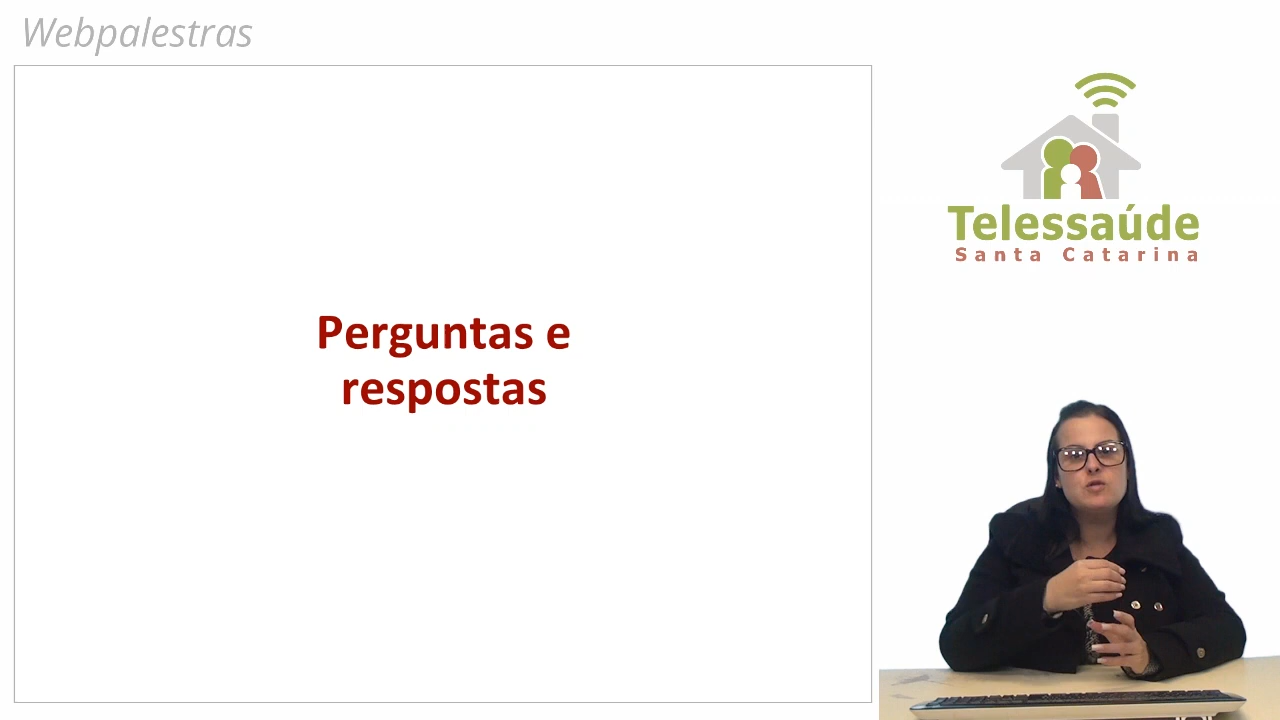 Webpalestras
Perguntas e
respostas
Telessaúde
Santa Catarina